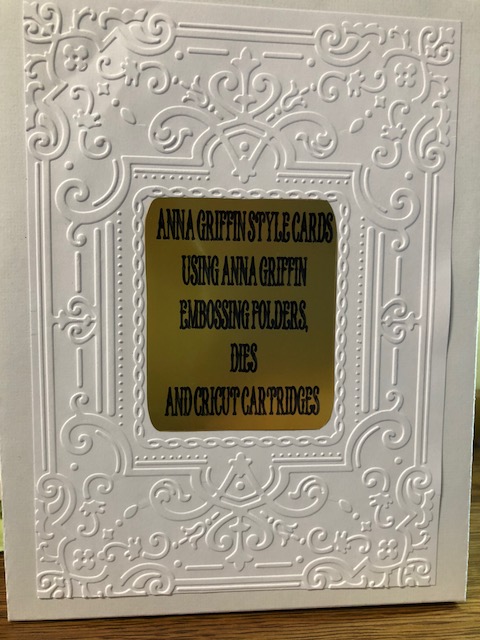 ANNA GRIFFIN STYLE CARDS
USING ANNA GRIFFIN
EMBOSSING FOLDERS,
DIES
AND CRICUT CARTRIDGES